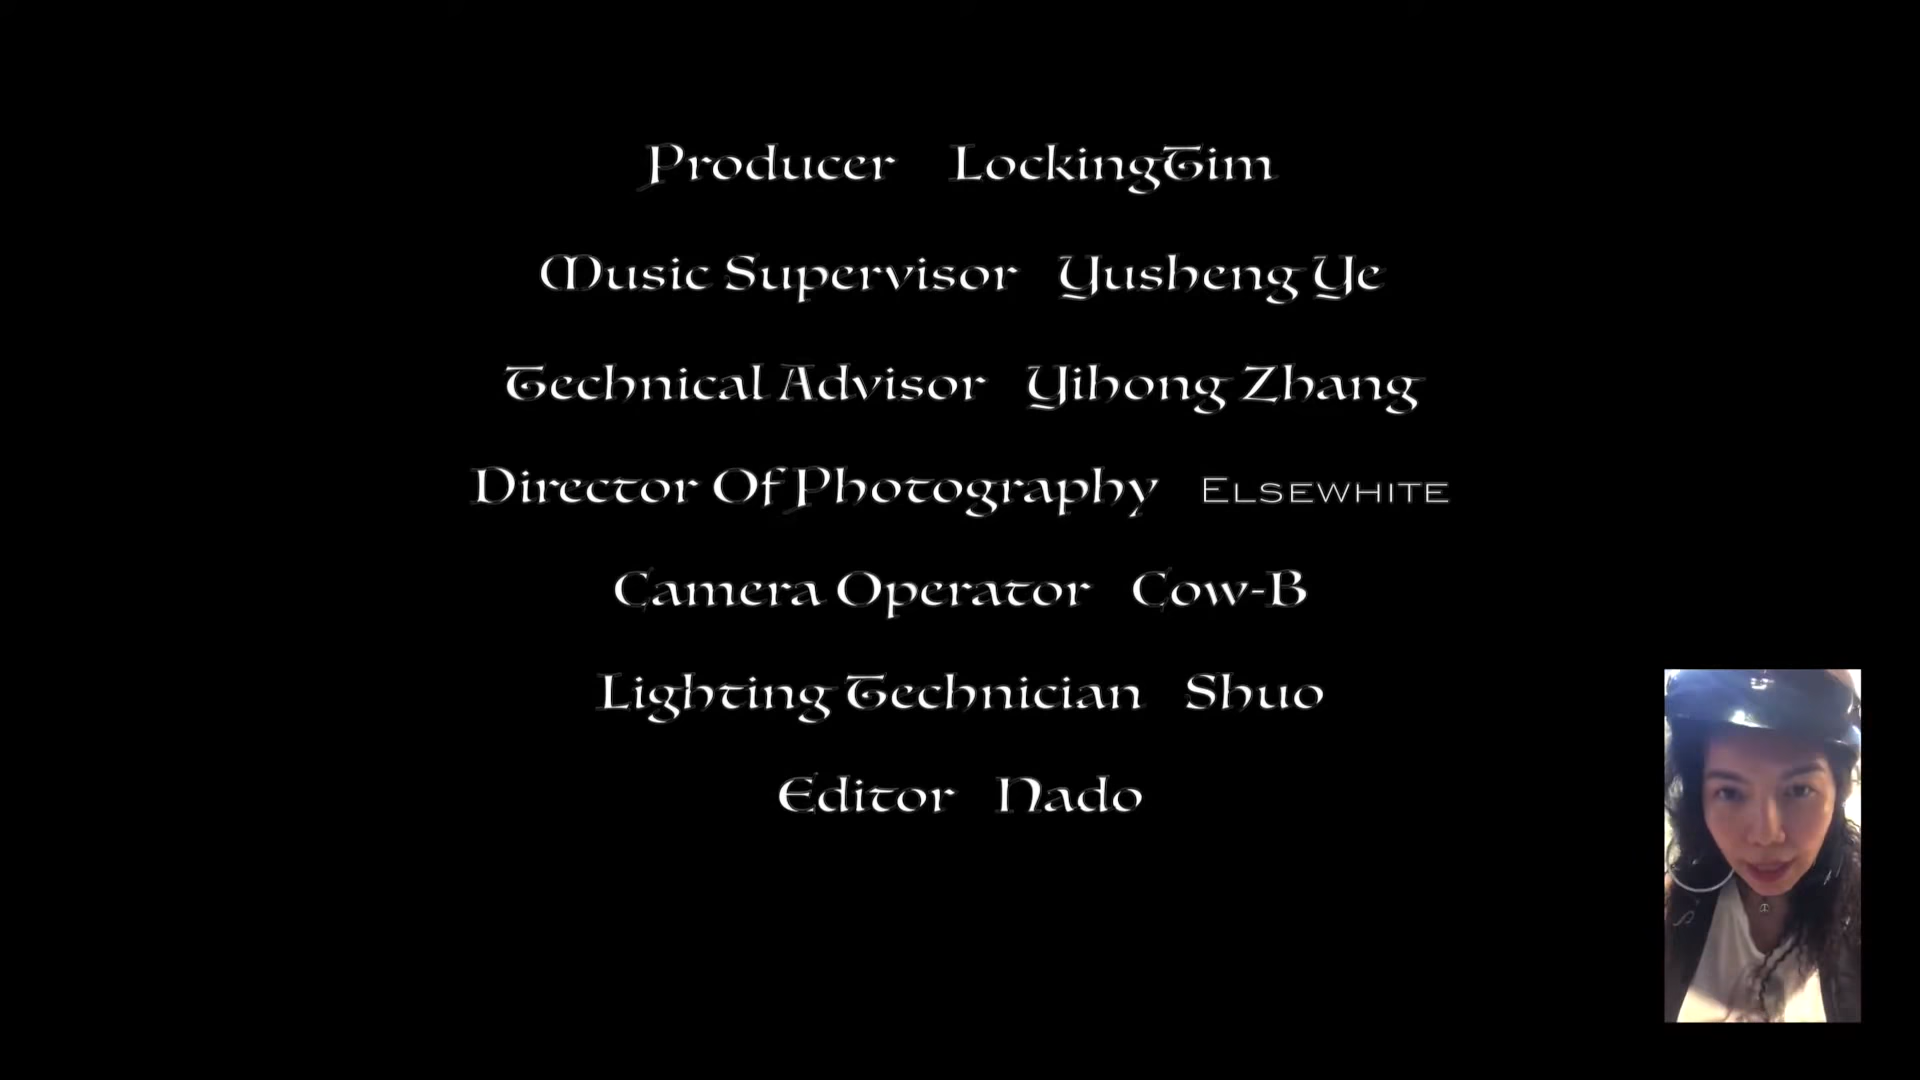 Producer LockingTim
Music Supervisor Yusheng Ye
Technical Advisor Yihong Zhang
Director Of Photography ELSEWHITE
Camera Operator Cow-B
Lighting Technician Shuo
Editor Nado